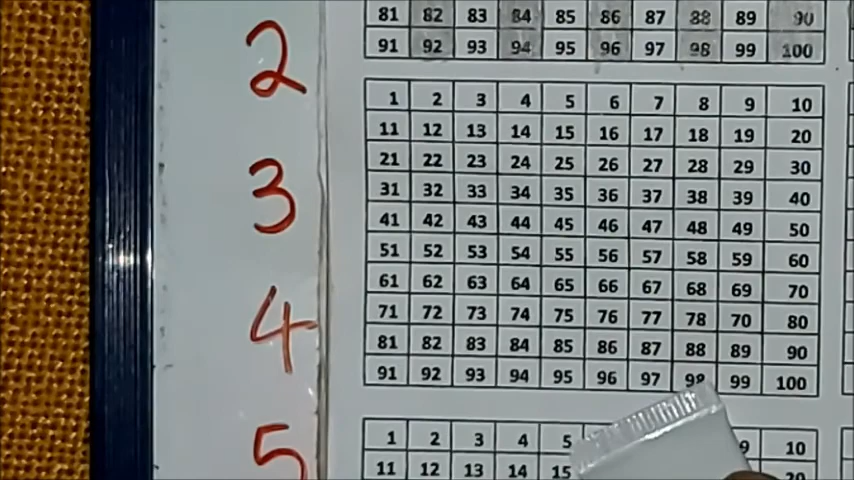 2
3
4
5
81 82 83 84 85 86 87 88 89 90
91 92 93 94 95 96 97 98 99 100
1 2 3 4 5 6 7 8 9 10
11 12 13 14 15 16 17 18 19 20
21 22 23 24 25 26 27 28 29 30
31 32 33 34 35 36 37 38 39 40
41 42 43 44 45 46 47 48 49 50
51 52 53 54 55 56 57 58 59 60
61 62 63 64 65 66 67 68 69 70
71 72 73 74 75 76 77 78 70 80
81 82 83 84 85 86 87 88 89 90
91 92 93 94 95 96 97 98 99 100
1 2 3 4 5 9 10
11 12 13 14 15 20